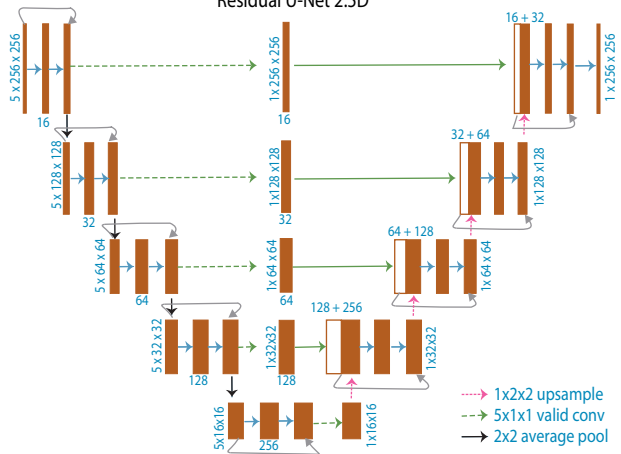 Residual U-Net 2.5D
5 x 256 x 256
16
1 x 256 x 256
16
16 + 32
1 x 256 x 256
5 x 128 x 128
32
1x128 x128
32
32 + 64
1x128 x128
5 x 64 x 64
64
1 x 64 x 64
64
64 + 128
1 x 64 x 64
5 x 32 x 32
128
1x32x32
128
128 + 256
1x32x32
5x16x16
256
1x16x16
1x2x2 upsample
5x1x1 valid conv
2x2 average pool